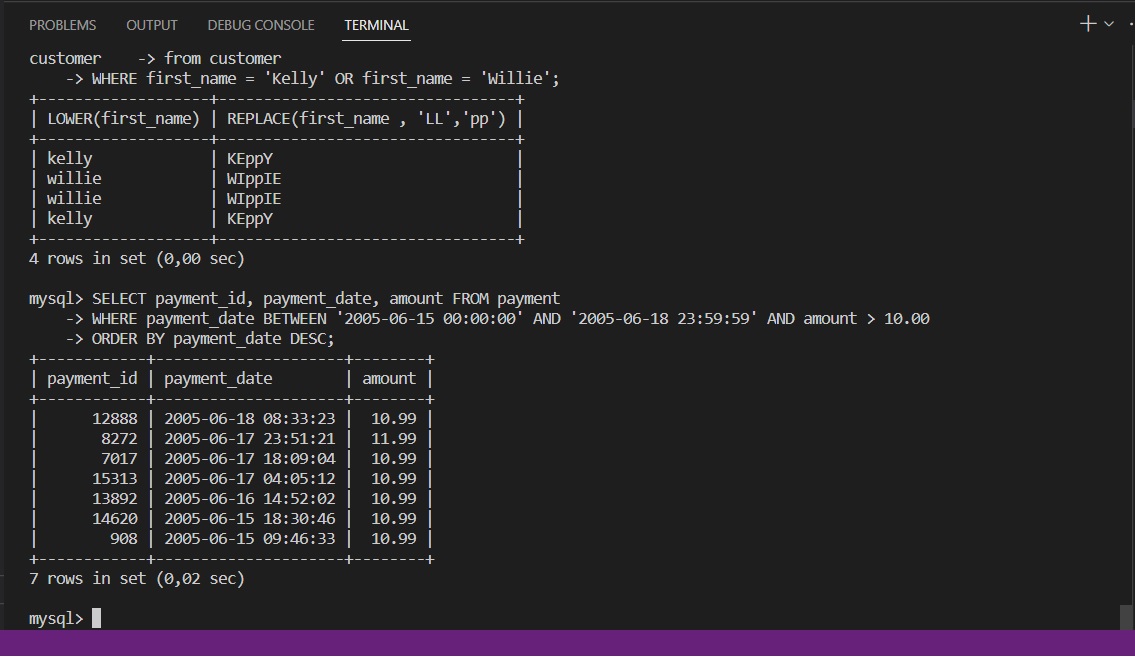 PROBLEMS OUTPUT DEBUG CONSOLE TERMINAL
customer    -> from customer
    -> WHERE first_name = 'Kelly' OR first_name = 'Willie';
+-------------------+---------------------------------+
| LOWER(first_name) | REPLACE(first_name , 'LL','pp') |
+-------------------+---------------------------------+
| kelly             | KEppY                           |
| willie            | WIppIE                          |
| willie            | WIppIE                          |
| kelly             | KEppY                           |
+-------------------+---------------------------------+
4 rows in set (0,00 sec)

mysql> SELECT payment_id, payment_date, amount FROM payment
    -> WHERE payment_date BETWEEN '2005-06-15 00:00:00' AND '2005-06-18 23:59:59' AND amount > 10.00
    -> ORDER BY payment_date DESC;
+------------+---------------------+--------+
| payment_id | payment_date        | amount |
+------------+---------------------+--------+
|      12888 | 2005-06-18 08:33:23 |  10.99 |
|       8272 | 2005-06-17 23:51:21 |  11.99 |
|       7017 | 2005-06-17 18:09:04 |  10.99 |
|      15313 | 2005-06-17 04:05:12 |  10.99 |
|      13892 | 2005-06-16 14:52:02 |  10.99 |
|      14620 | 2005-06-15 18:30:46 |  10.99 |
|        908 | 2005-06-15 09:46:33 |  10.99 |
+------------+---------------------+--------+
7 rows in set (0,02 sec)

mysql>